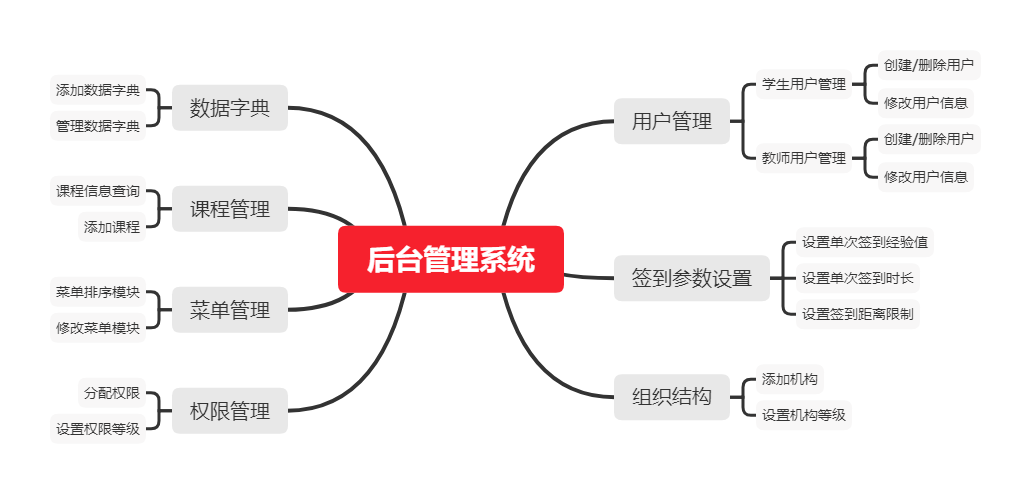 后台管理系统
用户管理
学生用户管理
创建/删除用户
修改用户信息
教师用户管理
创建/删除用户
修改用户信息
签到参数设置
设置单次签到经验值
设置单次签到时长
设置签到距离限制
组织结构
添加机构
设置机构等级
数据字典
添加数据字典
管理数据字典
课程管理
课程信息查询
添加课程
菜单管理
菜单排序模块
修改菜单模块
权限管理
分配权限
设置权限等级